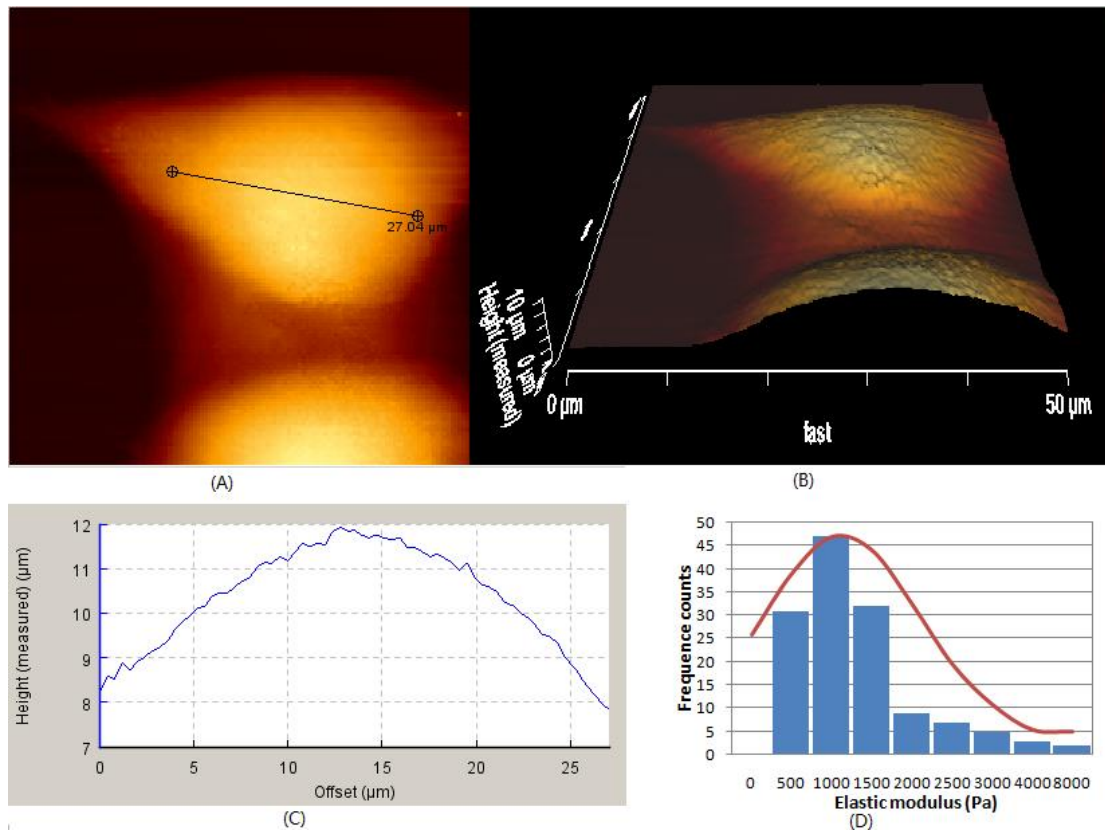 27.04 µm
10 µm
0 µm
Height (measured)
0 µm
50 µm
fast
(A)
(B)
12
11
10
9
8
7
Height (measured) (µm)
0
5
10
15
20
25
Offset (µm)
(C)
50
45
40
35
30
25
20
15
10
5
0
Frequence counts
0 500 1000 1500 2000 2500 3000 4000 8000
Elastic modulus (Pa)
(D)